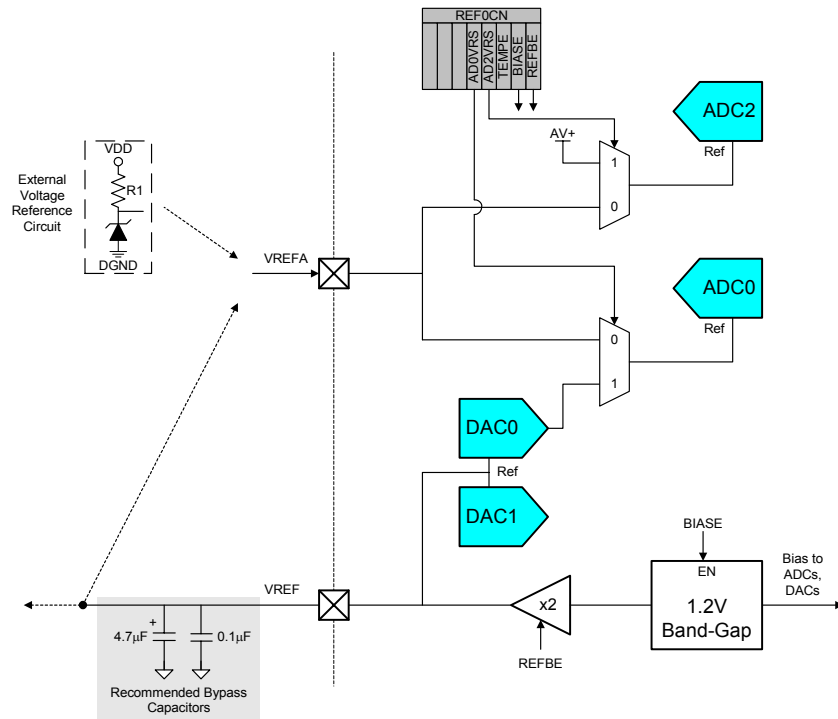 REF0CN
AD0VRS
AD2VRS
TEMPE
BIASE
REFBE
ADC2
Ref
AV+
1
0
VDD
R1
DGND
External
Voltage
Reference
Circuit
VREFA
ADC0
Ref
0
1
DAC0
Ref
DAC1
BIASE
EN
1.2V
Band-Gap
Bias to
ADCs,
DACs
x2
REFBE
VREF
+
4.7µF
0.1µF
Recommended Bypass
Capacitors